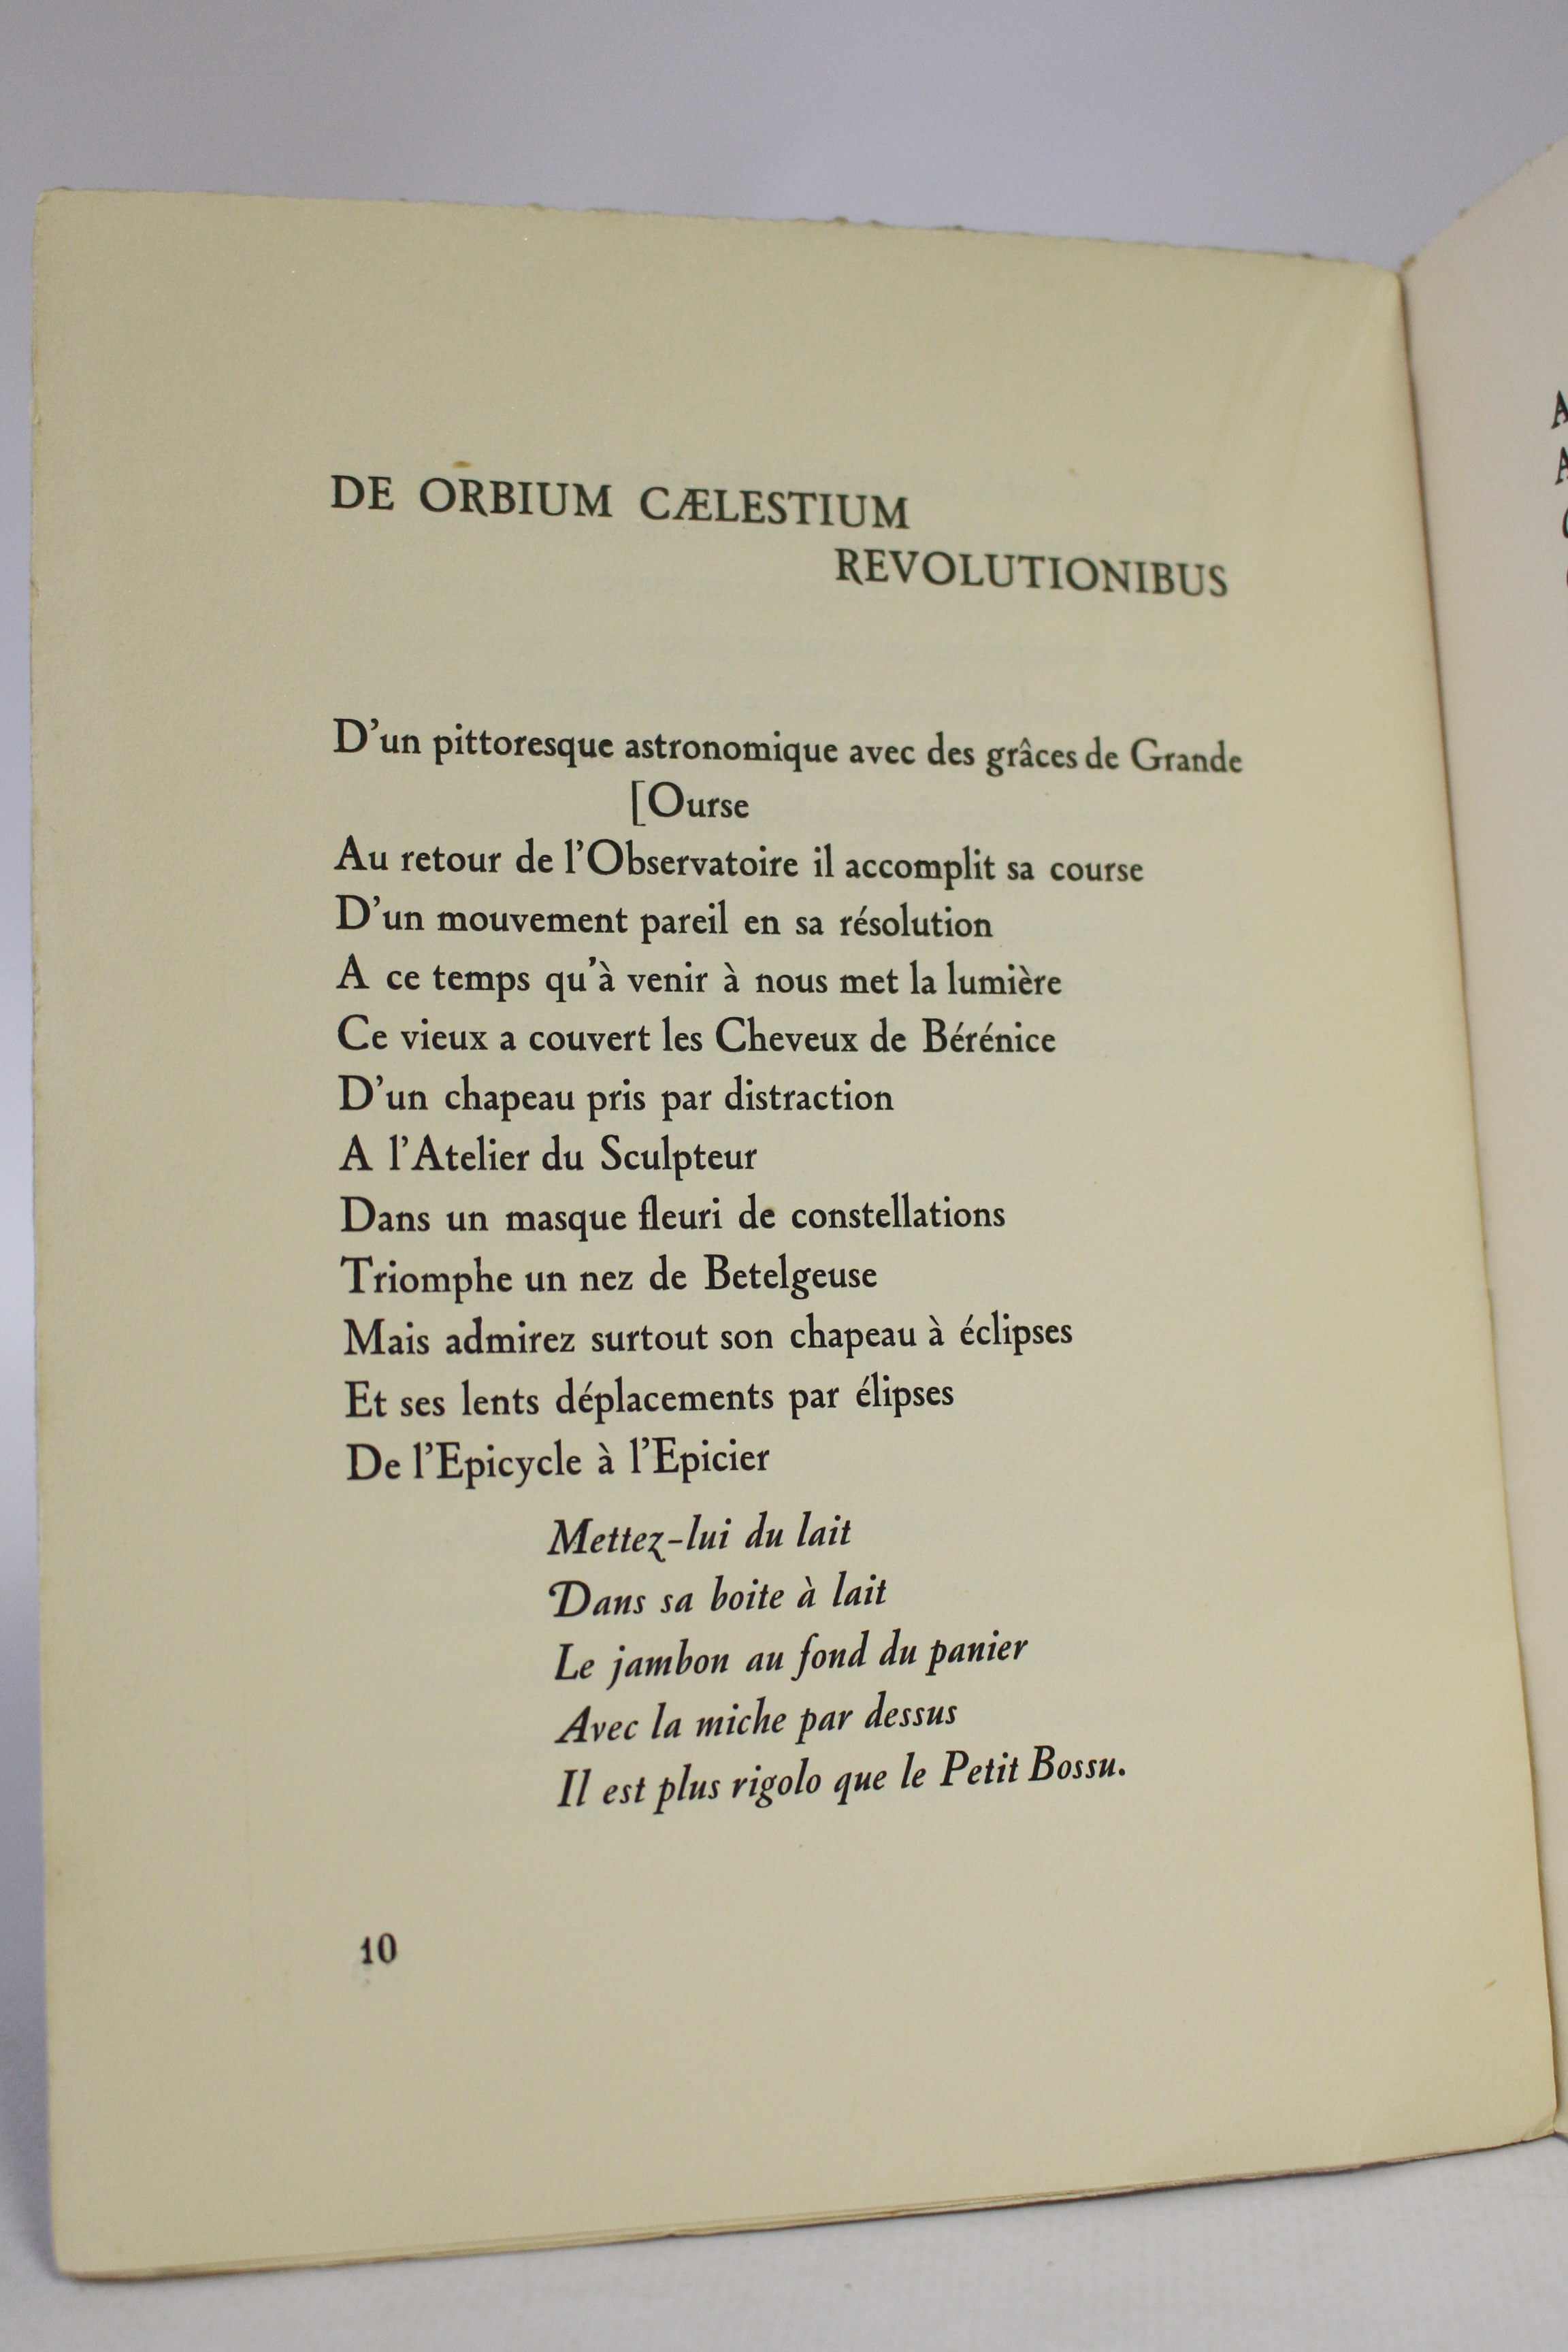 DE ORBIUM CÆLESTIUM
REVOLUTIONIBUS
D'un pittoresque astronomique avec des grâces de Grande
[Ourse
Au retour de l'Observatoire il accomplit sa course
D'un mouvement pareil en sa résolution
A ce temps qu'à venir à nous met la lumière
Ce vieux a couvert les Cheveux de Bérénice
D'un chapeau pris par distraction
A l'Atelier du Sculpteur
Dans un masque fleuri de constellations
Triomphe un nez de Betelgeuse
Mais admirez surtout son chapeau à éclipses
Et ses lents déplacements par élipses
De l'Epicycle à l'Epicier
Mettez-lui du lait
Dans sa boite à lait
Le jambon au fond du panier
Avec la miche par dessus
Il est plus rigolo que le Petit Bossu.
10